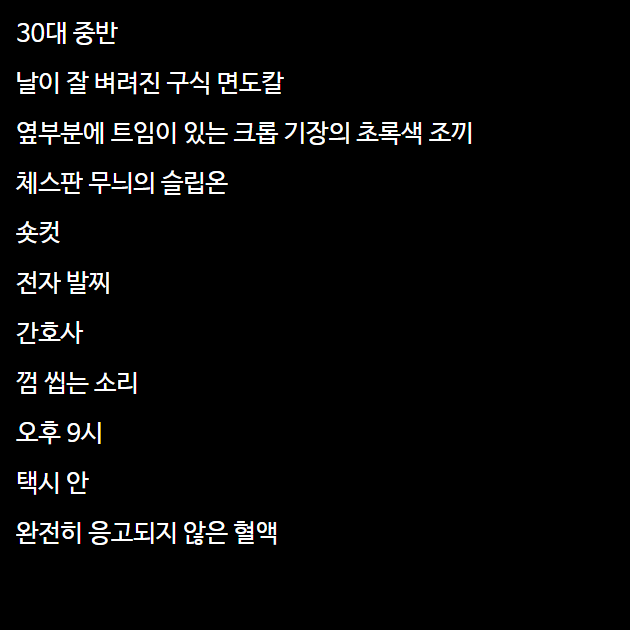 30대 중반
날이 잘 벼려진 구식 면도칼
옆부분에 트임이 있는 크롭 기장의 초록색 조끼
체스판 무늬의 슬립온
숏컷
전자 발찌
간호사
껌 씹는 소리
오후 9시
택시 안
완전히 응고되지 않은 혈액